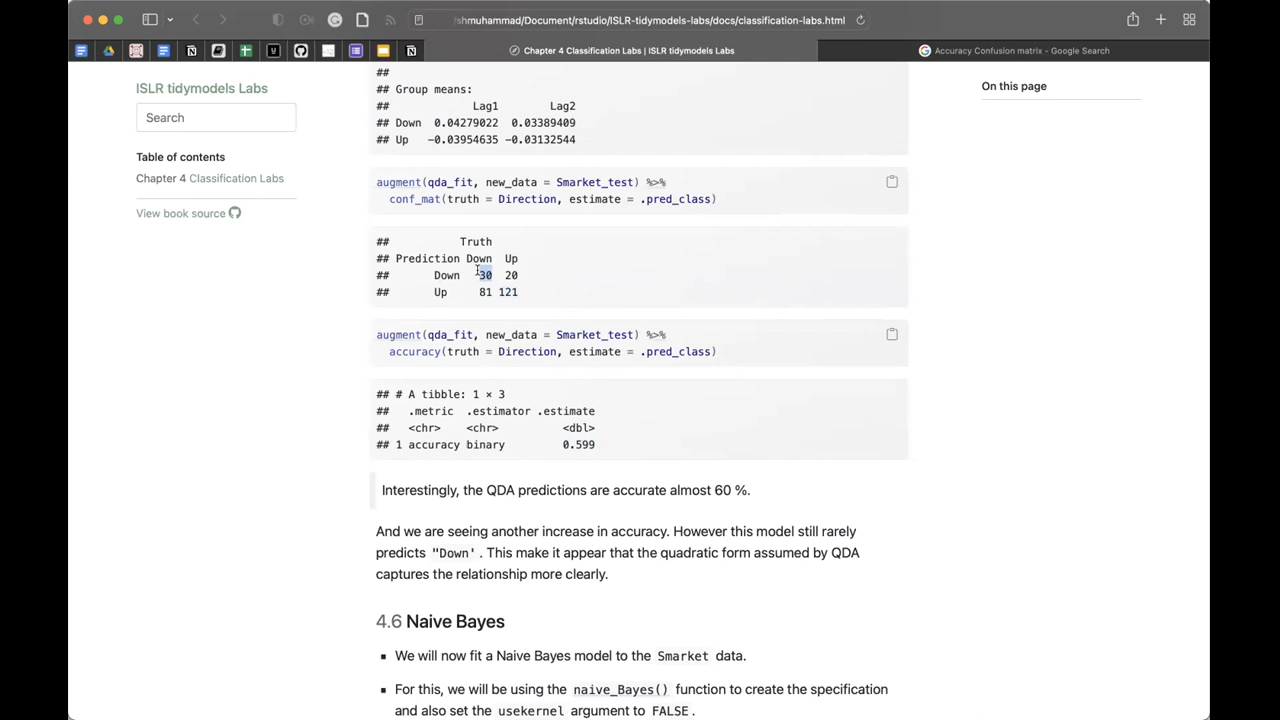 shmuhammad/Document/rstudio/ISLR-tidymodels-labs/docs/classification-labs.html
Chapter 4 Classification Labs | ISLR tidymodels Labs
Accuracy Confusion matrix - Google Search
ISLR tidymodels Labs
Search
Table of contents
Chapter 4 Classification Labs
View book source
##
## Group means:
## Lag1 Lag2
## Down 0.04279022 0.03389409
## Up -0.03954635 -0.03132544
augment(qda_fit, new_data = Smarket_test) %>%
conf_mat(truth = Direction, estimate = .pred_class)
## Truth
## Prediction Down Up
## Down 30 20
## Up 81 121
augment(qda_fit, new_data = Smarket_test) %>%
accuracy(truth = Direction, estimate = .pred_class)
## # A tibble: 1 × 3
## .metric .estimator .estimate
## <chr> <chr> <dbl>
## 1 accuracy binary 0.599
Interestingly, the QDA predictions are accurate almost 60 %.
And we are seeing another increase in accuracy. However this model still rarely
predicts "Down'. This make it appear that the quadratic form assumed by QDA
captures the relationship more clearly.
4.6 Naive Bayes
▪ We will now fit a Naive Bayes model to the Smarket data.
▪ For this, we will be using the naive_Bayes() function to create the specification
and also set the usekernel argument to FALSE.
On this page